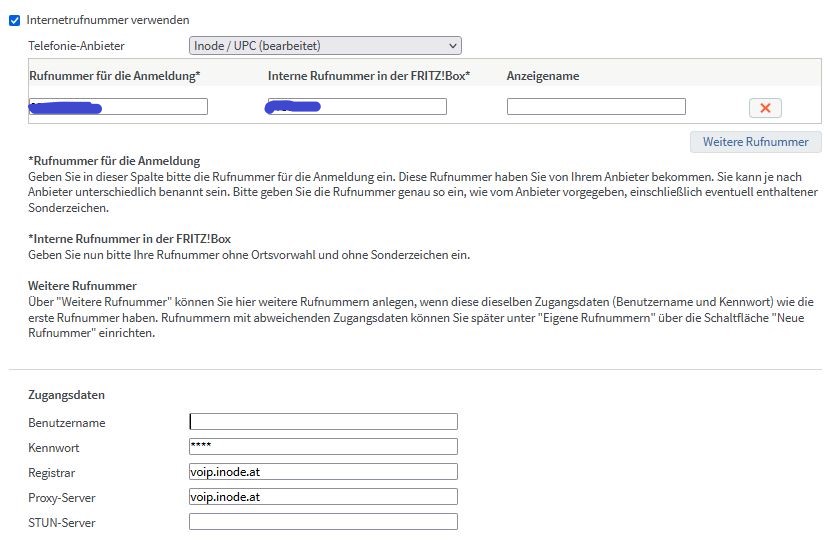 Internetrufnummer verwenden
Telefonie-Anbieter Inode / UPC (bearbeitet)
Rufnummer für die Anmeldung* Interne Rufnummer in der FRITZ!Box* Anzeigename
Weitere Rufnummer
*Rufnummer für die Anmeldung
Geben Sie in dieser Spalte bitte die Rufnummer für die Anmeldung ein. Diese Rufnummer haben Sie von Ihrem Anbieter bekommen. Sie kann je nach
Anbieter unterschiedlich benannt sein. Bitte geben Sie die Rufnummer genau so ein, wie vom Anbieter vorgegeben, einschließlich eventuell enthaltener
Sonderzeichen.
*Interne Rufnummer in der FRITZ!Box
Geben Sie nun bitte Ihre Rufnummer ohne Ortsvorwahl und ohne Sonderzeichen ein.
Weitere Rufnummer
Über "Weitere Rufnummer" können Sie hier weitere Rufnummern anlegen, wenn diese dieselben Zugangsdaten (Benutzername und Kennwort) wie die
erste Rufnummer haben. Rufnummern mit abweichenden Zugangsdaten können Sie später unter "Eigene Rufnummern" über die Schaltfläche "Neue
Rufnummer" einrichten.
Zugangsdaten
Benutzername
Kennwort ****
Registrar voip.inode.at
Proxy-Server voip.inode.at
STUN-Server